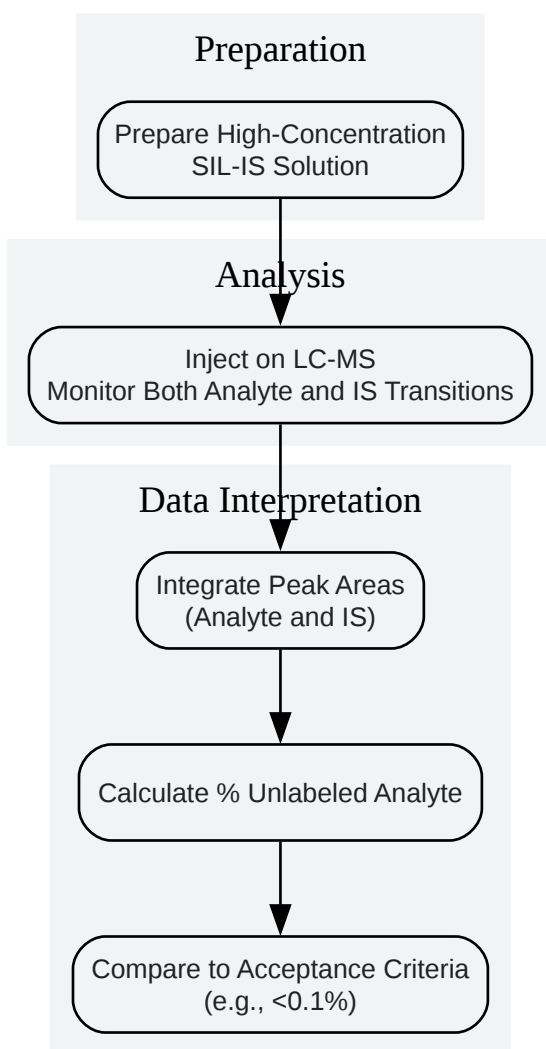 Preparation
Prepare High-Concentration
SIL-IS Solution
Analysis
Inject on LC-MS
Monitor Both Analyte and IS Transitions
Data Interpretation
Integrate Peak Areas
(Analyte and IS)
Calculate % Unlabeled Analyte
Compare to Acceptance Criteria
(e.g., <0.1%)